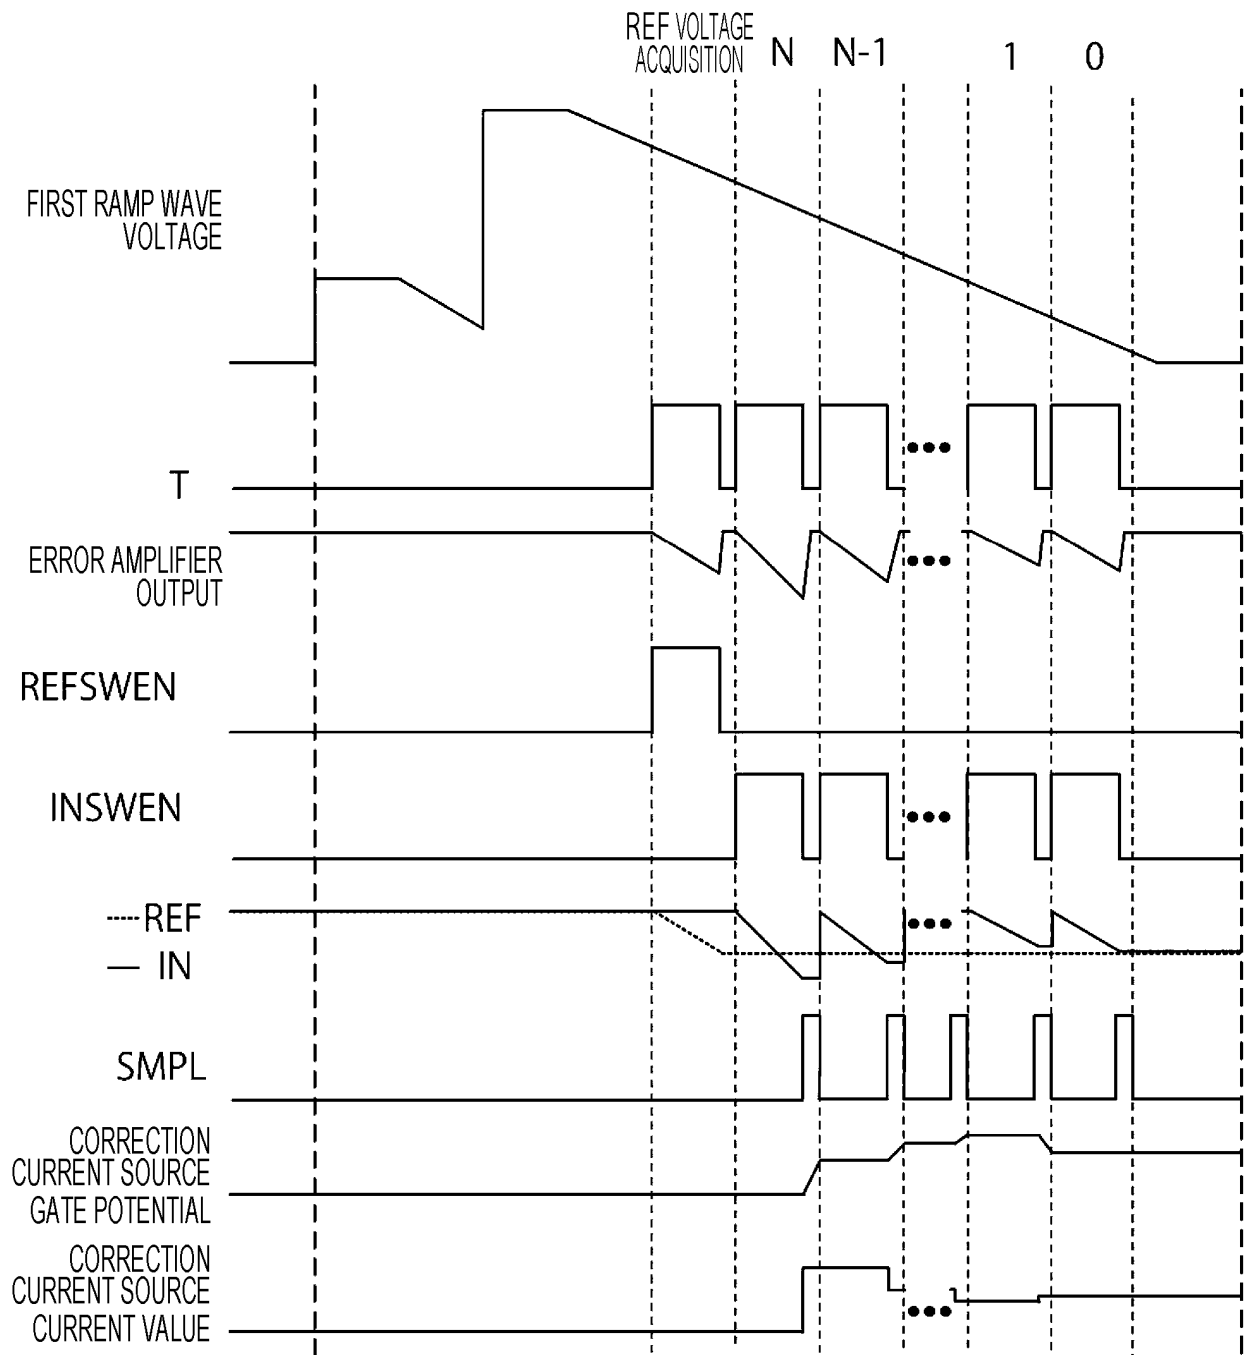 REF VOLTAGE
ACQUISITION
N
N-1
1
0
FIRST RAMP WAVE
VOLTAGE
T
ERROR AMPLIFIER
OUTPUT
REFSWEN
INSWEN
REF
IN
SMPL
CORRECTION
CURRENT SOURCE
GATE POTENTIAL
CORRECTION
CURRENT SOURCE
CURRENT VALUE